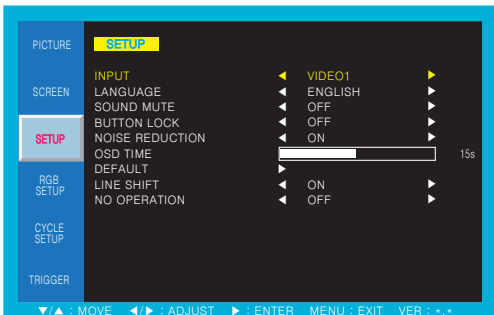 PICTURE
SCREEN
SETUP
RGB
SETUP
CYCLE
SETUP
TRIGGER
SETUP
INPUT ◀ VIDEO1 ▶
LANGUAGE ◀ ENGLISH ▶
SOUND MUTE ◀ OFF ▶
BUTTON LOCK ◀ OFF ▶
NOISE REDUCTION ◀ ON ▶
OSD TIME 15s
DEFAULT ▶
LINE SHIFT ◀ ON ▶
NO OPERATION ◀ OFF ▶
▼/▲ : MOVE ◀/▶ : ADJUST ▶ : ENTER MENU : EXIT VER : *.*